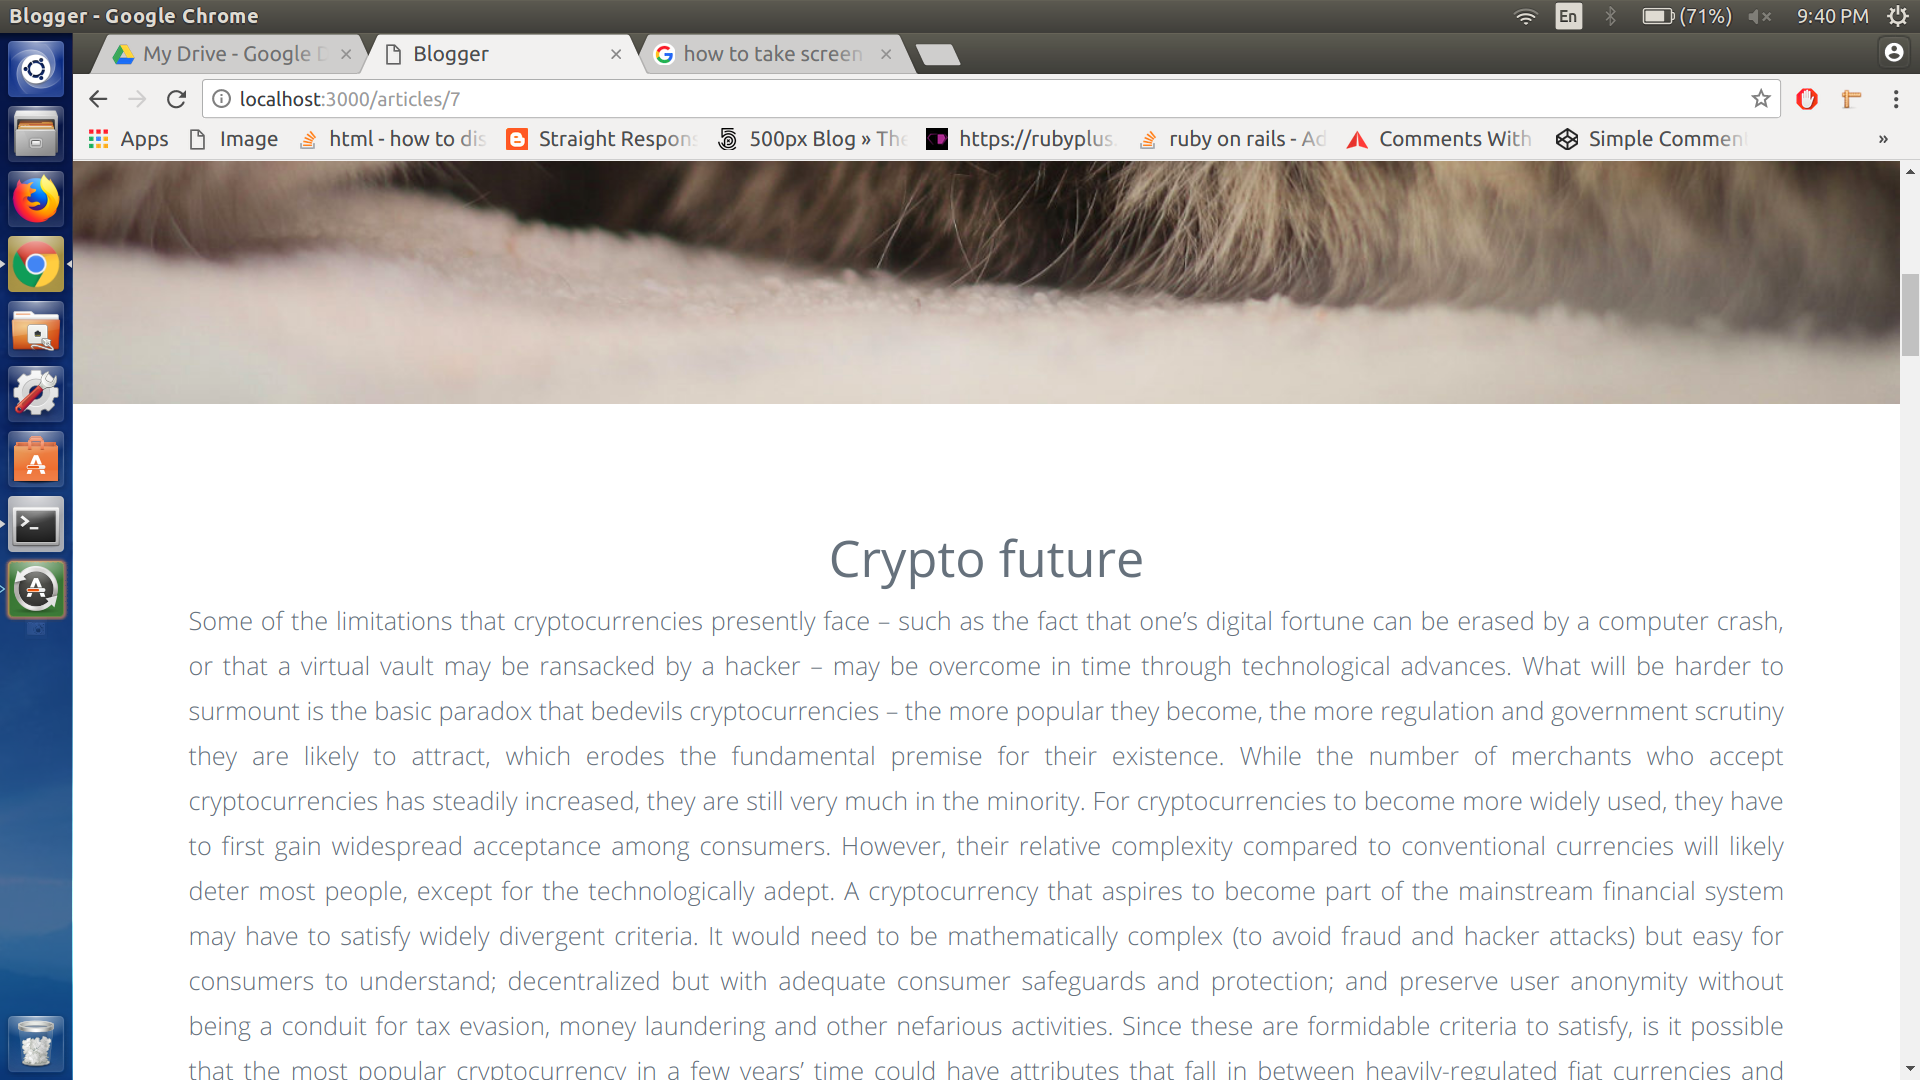 Blogger - Google Chrome
En
(71%)
9:40 PM
My Drive - Google D
Blogger
how to take screen
localhost:3000/articles/7
Apps
Image
html - how to dis
Straight Respons
500px Blog » The
https://rubyplus.
ruby on rails - Ad
Comments With
Simple Commen
»
Crypto future
Some of the limitations that cryptocurrencies presently face – such as the fact that one’s digital fortune can be erased by a computer crash,
or that a virtual vault may be ransacked by a hacker – may be overcome in time through technological advances. What will be harder to
surmount is the basic paradox that bedevils cryptocurrencies – the more popular they become, the more regulation and government scrutiny
they are likely to attract, which erodes the fundamental premise for their existence. While the number of merchants who accept
cryptocurrencies has steadily increased, they are still very much in the minority. For cryptocurrencies to become more widely used, they have
to first gain widespread acceptance among consumers. However, their relative complexity compared to conventional currencies will likely
deter most people, except for the technologically adept. A cryptocurrency that aspires to become part of the mainstream financial system
may have to satisfy widely divergent criteria. It would need to be mathematically complex (to avoid fraud and hacker attacks) but easy for
consumers to understand; decentralized but with adequate consumer safeguards and protection; and preserve user anonymity without
being a conduit for tax evasion, money laundering and other nefarious activities. Since these are formidable criteria to satisfy, is it possible
that the most popular cryptocurrency in a few years’ time could have attributes that fall in between heavily-regulated fiat currencies and